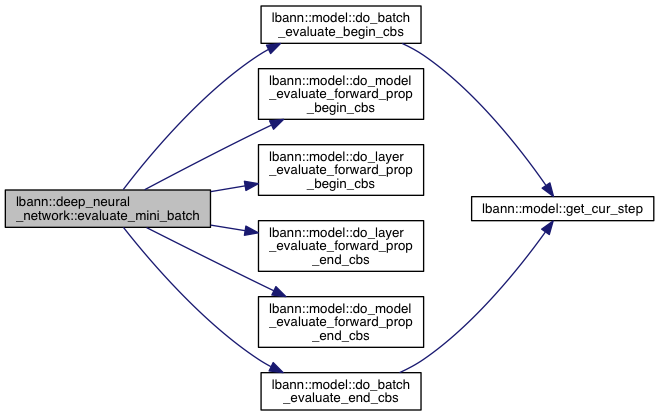 lbann::model::do_batch
_evaluate_begin_cbs
lbann::model::do_model
_evaluate_forward_prop
_begin_cbs
lbann::model::do_layer
_evaluate_forward_prop
_begin_cbs
lbann::deep_neural
_network::evaluate_mini_batch
lbann::model::get_cur_step
lbann::model::do_layer
_evaluate_forward_prop
_end_cbs
lbann::model::do_model
_evaluate_forward_prop
_end_cbs
lbann::model::do_batch
_evaluate_end_cbs